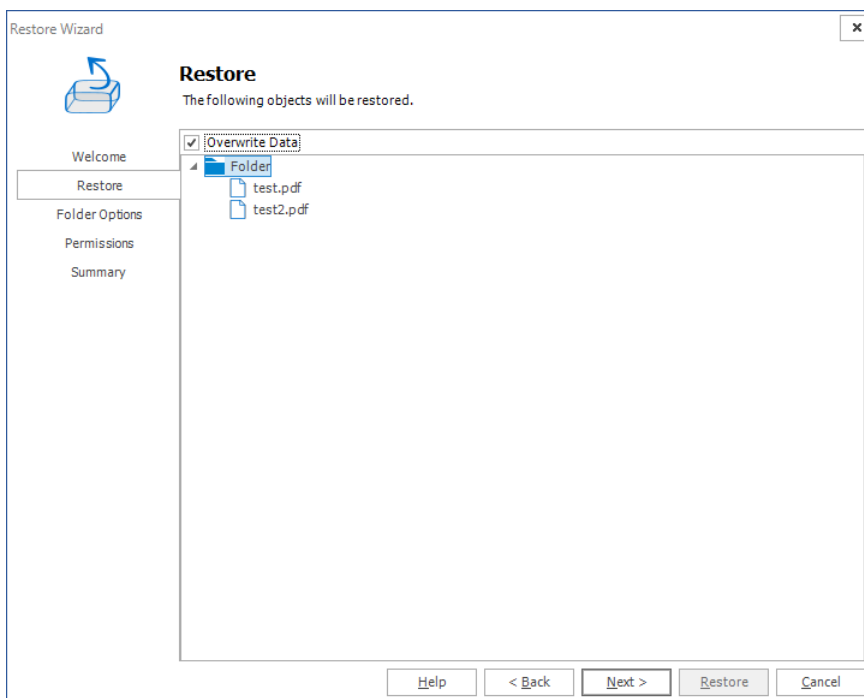 Restore Wizard
Restore
The following objects will be restored.
Welcome
Restore
Folder Options
Permissions
Summary
Overwrite Data
Folder
test.pdf
test2.pdf
Help
< Back
Next >
Restore
Cancel